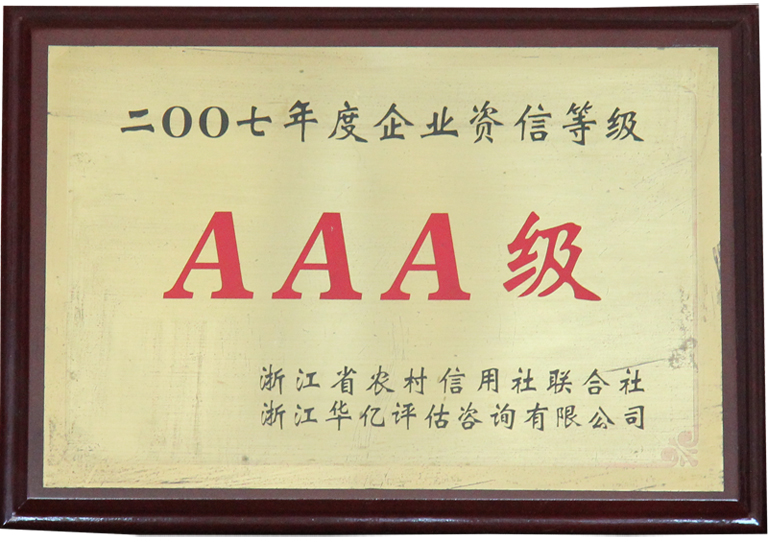 二OO七年度企业资信等级
AAA级
浙江省农村信用社联合社
浙江华亿评估咨询有限公司